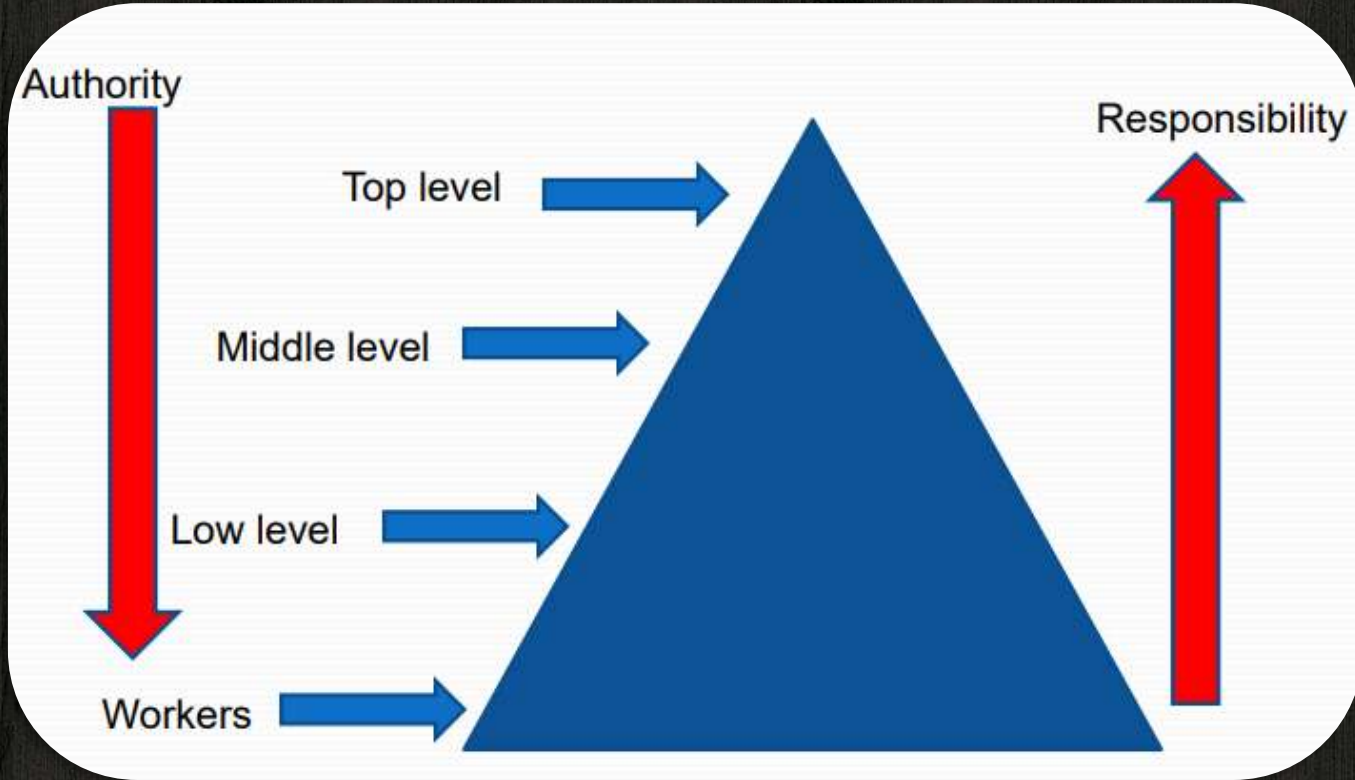 Authority
Responsibility
Top level
Middle level
Low level
Workers